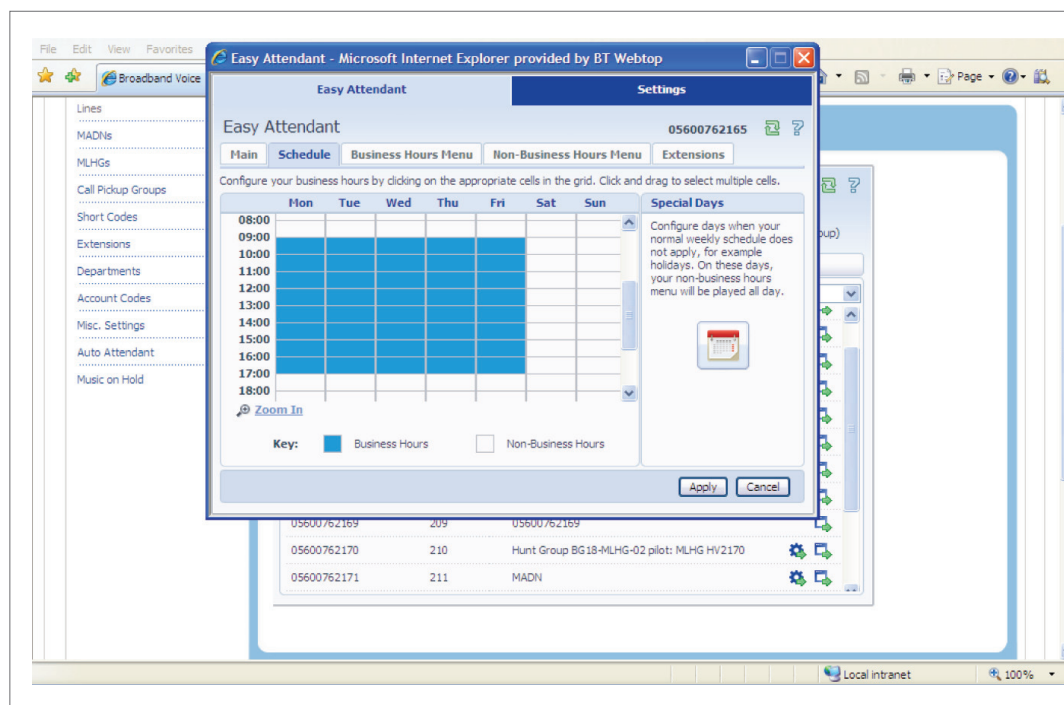 File Edit View Favorites
Easy Attendant - Microsoft Internet Explorer provided by BT Webtop
Broadband Voice
Page
Easy Attendant Settings
Easy Attendant 05600762165
Main Schedule Business Hours Menu Non-Business Hours Menu Extensions
Configure your business hours by clicking on the appropriate cells in the grid. Click and drag to select multiple cells.
Mon Tue Wed Thu Fri Sat Sun
08:00
09:00
10:00
11:00
12:00
13:00
14:00
15:00
16:00
17:00
18:00
Zoom In
Key: Business Hours Non-Business Hours
Special Days
Configure days when your
normal weekly schedule does
not apply, for example
holidays. On these days,
your non-business hours
menu will be played all day.
Apply Cancel
Lines
MADNs
MLHGs
Call Pickup Groups
Short Codes
Extensions
Departments
Account Codes
Misc. Settings
Auto Attendant
Music on Hold
oup)
05600762169 209 05600762169
05600762170 210 Hunt Group BG18-MLHG-02 pilot: MLHG HV2170
05600762171 211 MADN
Local intranet 100%